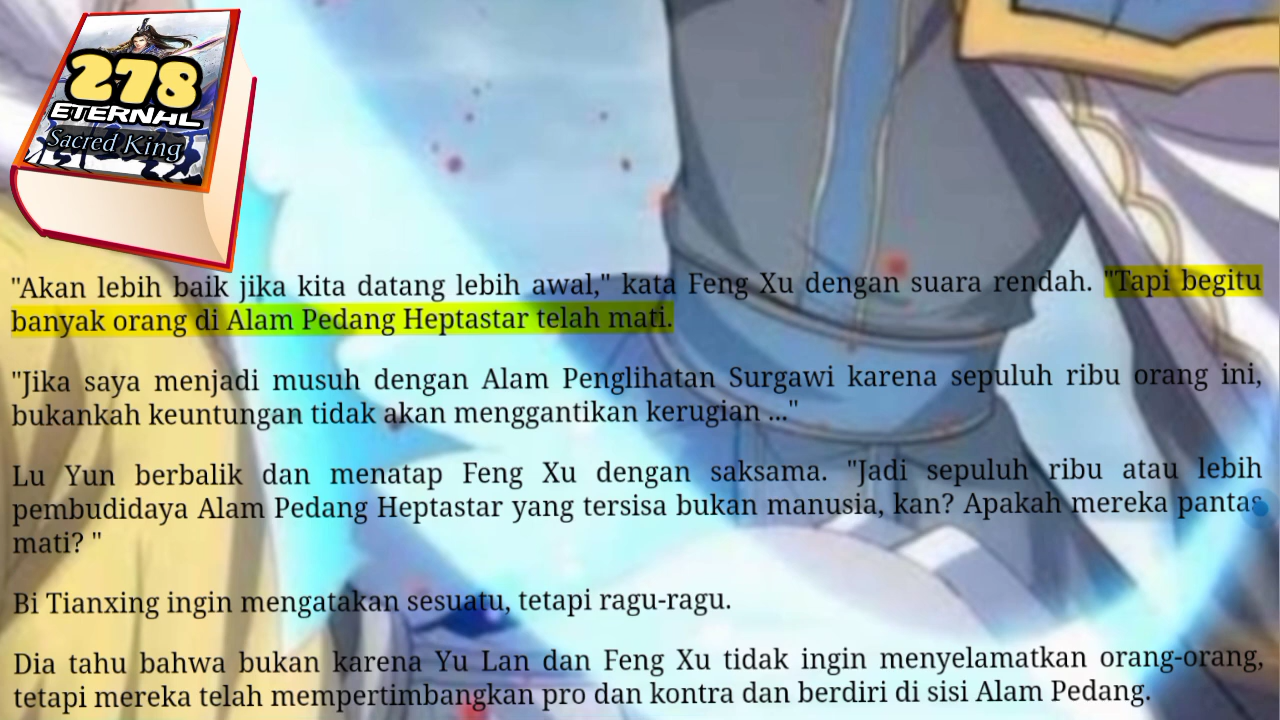 278
ETERNAL
Sacred King
"Akan lebih baik jika kita datang lebih awal," kata Feng Xu dengan suara rendah. "Tapi begitu
banyak orang di Alam Pedang Heptastar telah mati.
"Jika saya menjadi musuh dengan Alam Penglihatan Surgawi karena sepuluh ribu orang ini,
bukankah keuntungan tidak akan menggantikan kerugian ..."
Lu Yun berbalik dan menatap Feng Xu dengan saksama. "Jadi sepuluh ribu atau lebih
pembudidaya Alam Pedang Heptastar yang tersisa bukan manusia, kan? Apakah mereka pantas
mati? "
Bi Tianxing ingin mengatakan sesuatu, tetapi ragu-ragu.
Dia tahu bahwa bukan karena Yu Lan dan Feng Xu tidak ingin menyelamatkan orang-orang,
tetapi mereka telah mempertimbangkan pro dan kontra dan berdiri di sisi Alam Pedang.